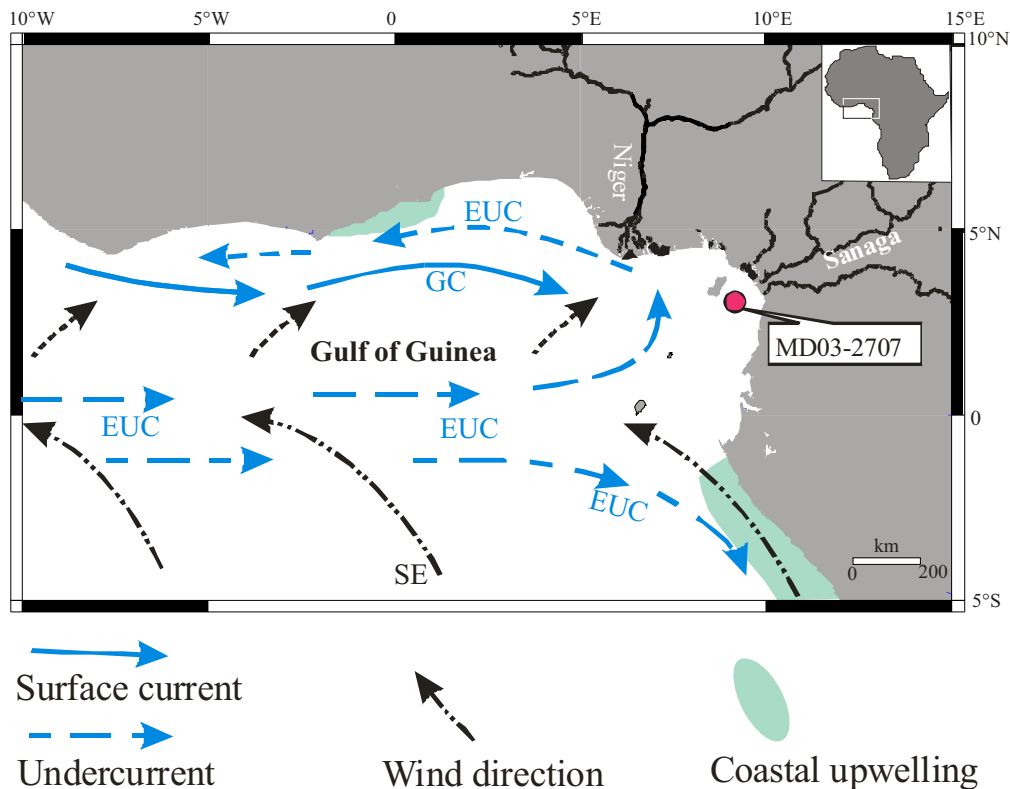 10°W 5°W 0 5°E 10°E 15°E
10°N
Niger
EUC
5°N
Sanaga
GC
MD03-2707
Gulf of Guinea
EUC
EUC
0
EUC
km
SE
0 200
5°S
Surface current
Undercurrent
Wind direction
Coastal upwelling